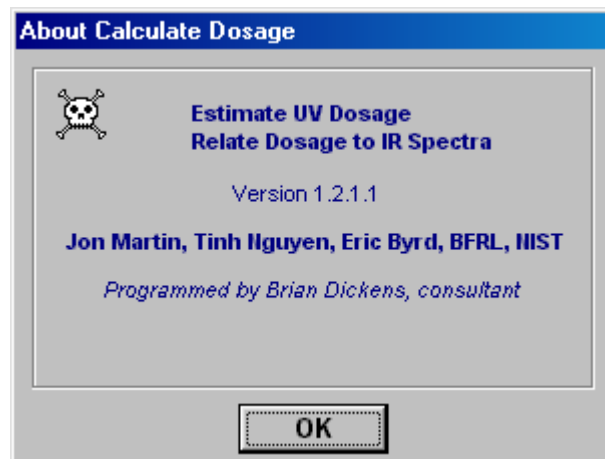 About Calculate Dosage
Estimate UV Dosage
Relate Dosage to IR Spectra
Version 1.2.1.1
Jon Martin, Tinh Nguyen, Eric Byrd, BFRL, NIST
Programmed by Brian Dickens, consultant
OK